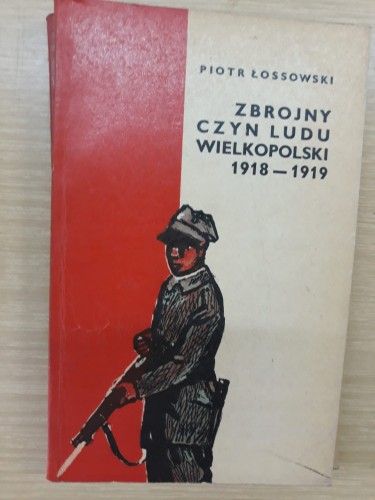 PIOTR ŁOSSOWSKI
ZBROJNY
CZYN LUDU
WIELKOPOLSKI
1918 — 1919